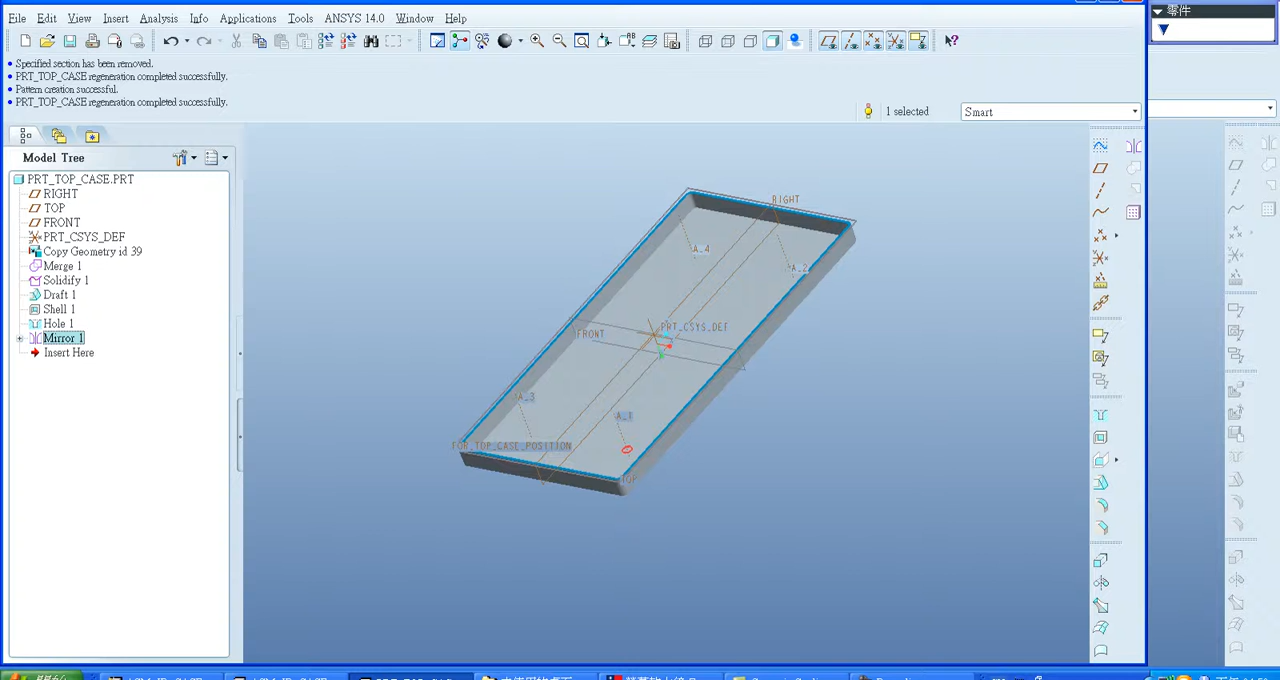 零件
File Edit View Insert Analysis Info Applications Tools ANSYS 14.0 Window Help
Specified section has been removed.
PRT_TOP_CASE regeneration completed successfully.
Pattern creation successful.
PRT_TOP_CASE regeneration completed successfully.
1 selected
Smart
Model Tree
PRT_TOP_CASE.PRT
RIGHT
TOP
FRONT
PRT_CSYS_DEF
Copy Geometry id 39
Merge 1
Solidify 1
Draft 1
Shell 1
Hole 1
Mirror 1
Insert Here
RIGHT
A_4
A_2
PRT_CSYS_DEF
FRONT
A_3
A_1
FOR_TOP_CASE_POSITION
TOP